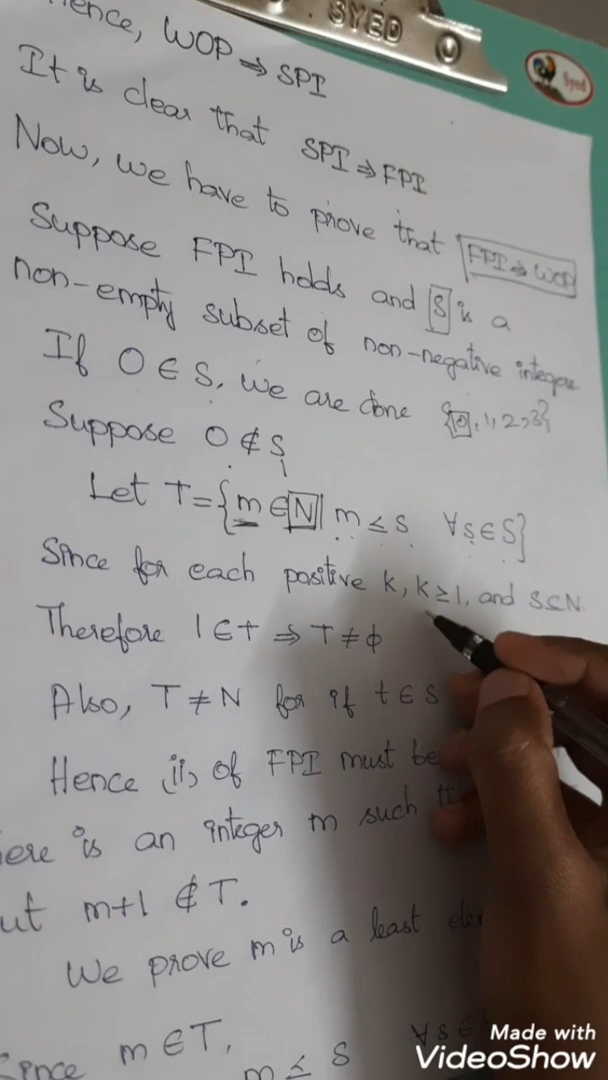 SYED
Syed
Hence, WOP ⇒ SPI
It is clear that SPI ⇒ FPI
Now, we have to prove that FPI ⇒ WOP
Suppose FPI holds and S is a
non-empty subset of non-negative integers
If 0 ∈ S, we are done {0,1,2,3}
Suppose 0 ∉ S
Let T = {m ∈ N | m ≤ s ∀ s ∈ S}
Since for each positive k, k ≥ 1, and S ⊆ N
Therefore 1 ∈ T ⇒ T ≠ ϕ
Also, T ≠ N for if t ∈ S
Hence (ii) of FPI must be
is an integer m such
m+1 ∉ T.
We prove m is a least
Since m ∈ T,
m ≤ s ∀ s ∈
Made with
VideoShow